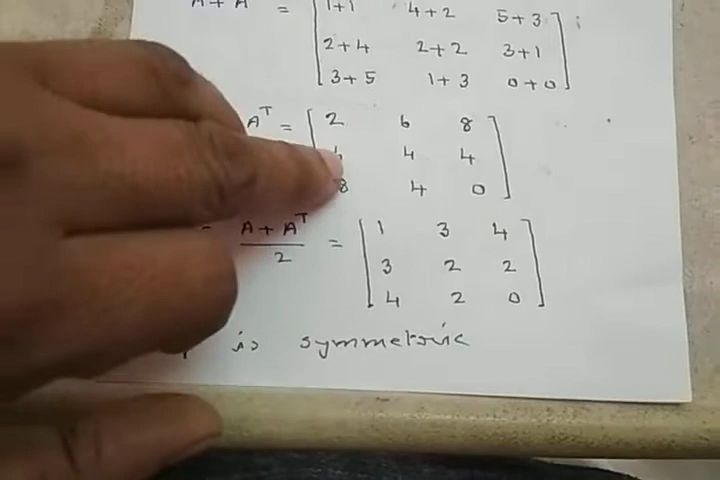 A + A = [ 1+1 4+2 5+3 ]
[ 2+4 2+2 3+1 ]
[ 3+5 1+3 0+0 ]
Aᵀ = [ 2 6 8 ]
[ 4 4 ]
[ 8 4 0 ]
A + Aᵀ / 2 = [ 1 3 4 ]
[ 3 2 2 ]
[ 4 2 0 ]
is symmetric